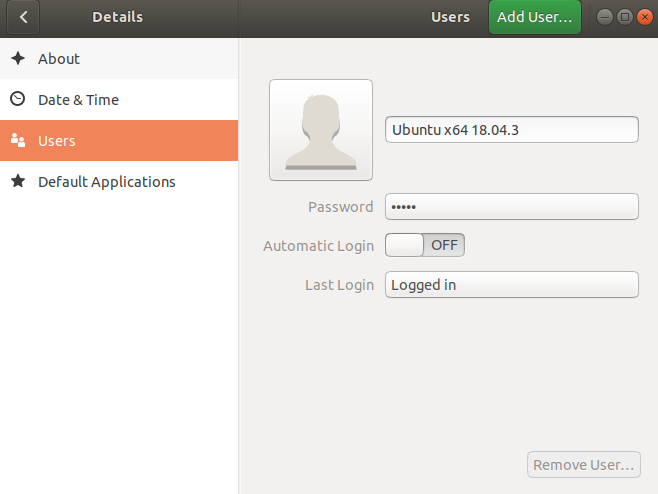 Details
Users
Add User...
About
Date & Time
Users
Default Applications
Ubuntu x64 18.04.3
Password
•••••
Automatic Login
OFF
Last Login
Logged in
Remove User...